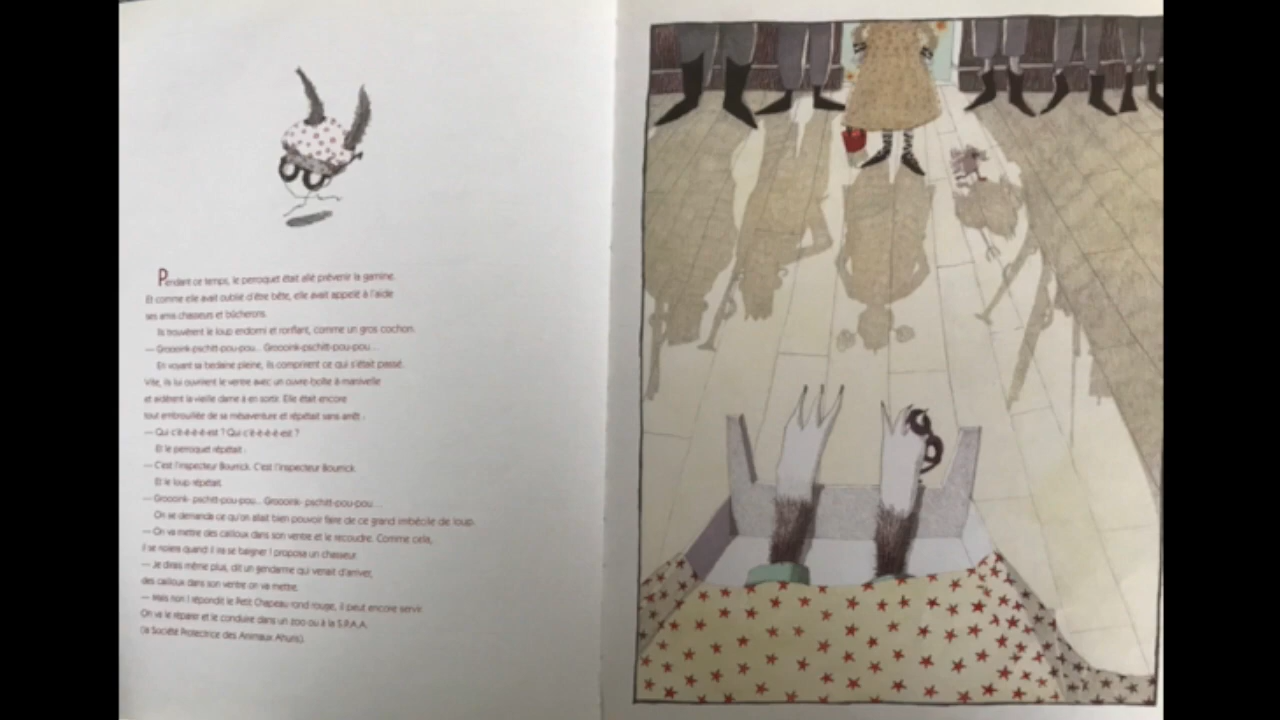 Pendant ce temps, le perroquet était allé prévenir la gamine.
Et comme elle avait oublié d'être bête, elle avait appelé à l'aide
ses amis chasseurs et bûcherons.
Ils trouvèrent le loup endormi et ronflant, comme un gros cochon.
— Groooink-pschitt-pou-pou... Groooink-pschitt-pou-pou...
En voyant sa bedaine pleine, ils comprirent ce qui s'était passé.
Vite, ils lui ouvrirent le ventre avec un ouvre-boîte à manivelle
et aidèrent la vieille dame à en sortir. Elle était encore
tout embrouillée de sa mésaventure et répétait sans arrêt :
— Qui c'è-è-è-è-est ? Qui c'è-è-è-è-est ?
Et le perroquet répétait :
— C'est l'inspecteur Bourrick. C'est l'inspecteur Bourrick.
Et le loup répétait :
— Groooink- pschitt-pou-pou... Groooink- pschitt-pou-pou...
On se demanda ce qu'on allait bien pouvoir faire de ce grand imbécile de loup.
— On va mettre des cailloux dans son ventre et le recoudre. Comme cela,
il se noiera quand il ira se baigner ! proposa un chasseur.
— Je dirais même plus, dit un gendarme qui venait d'arriver,
des cailloux dans son ventre on va mettre.
— Mais non ! répondit le Petit Chapeau rond rouge, il peut encore servir.
On va le réparer et le conduire dans un zoo ou à la S.P.A.A.
(la Société Protectrice des Animaux Ahuris).